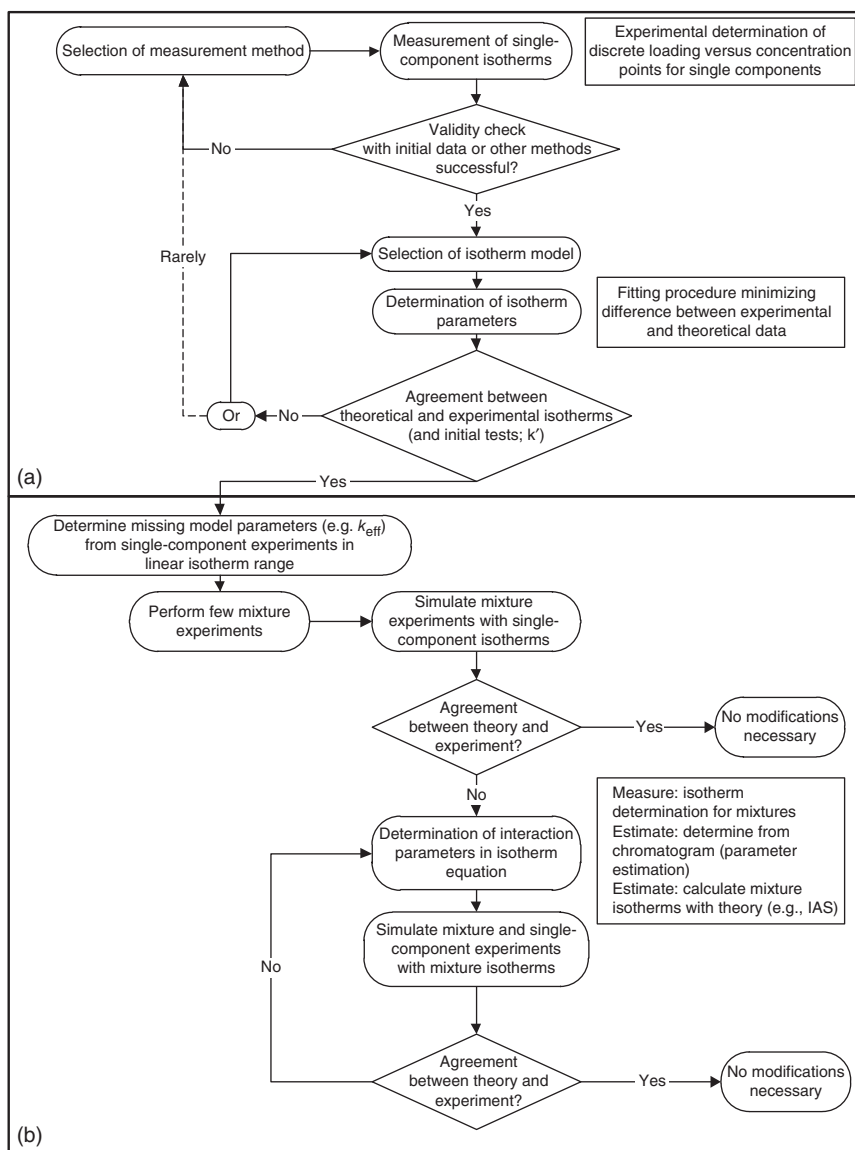 Selection of measurement method
Measurement of single-
component isotherms
Experimental determination of
discrete loading versus concentration
points for single components
Validity check
with initial data or other methods
successful?
No
Yes
Selection of isotherm model
Rarely
Determination of isotherm
parameters
Fitting procedure minimizing
difference between experimental
and theoretical data
Agreement between
theoretical and experimental isotherms
(and initial tests; k′)
No
Or
Yes
(a)
Determine missing model parameters (e.g. keff)
from single-component experiments in
linear isotherm range
Perform few mixture
experiments
Simulate mixture
experiments with single-
component isotherms
Agreement
between theory and
experiment?
Yes
No modifications
necessary
No
Measure: isotherm
determination for mixtures
Estimate: determine from
chromatogram (parameter
estimation)
Estimate: calculate mixture
isotherms with theory (e.g., IAS)
Determination of interaction
parameters in isotherm
equation
Simulate mixture and single-
component experiments
with mixture isotherms
No
Agreement
between theory and
experiment?
Yes
No modifications
necessary
(b)